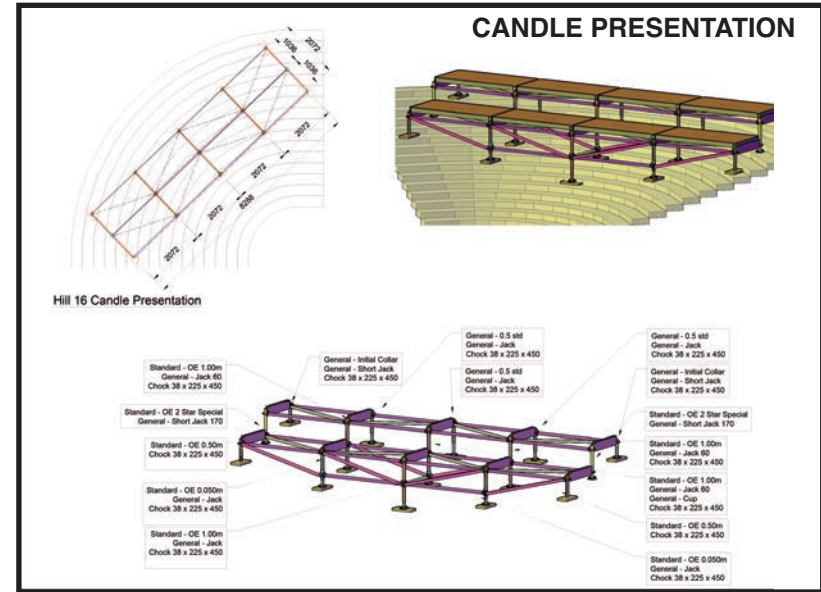 CANDLE PRESENTATION
2072
1036
1036
2072
2072
2072
2072
8288
Hill 16 Candle Presentation
General - 0.5 std
General - Jack
Chock 38 x 225 x 450
General - 0.5 std
General - Jack
Chock 38 x 225 x 450
General - Initial Collar
General - Short Jack
Chock 38 x 225 x 450
Standard - OE 1.00m
General - Jack 60
Chock 38 x 225 x 450
General - 0.5 std
General - Jack
Chock 38 x 225 x 450
General - Initial Collar
General - Short Jack
Chock 38 x 225 x 450
Standard - OE 2 Star Special
General - Short Jack 170
Standard - OE 2 Star Special
General - Short Jack 170
Standard - OE 0.50m
Chock 38 x 225 x 450
Standard - OE 1.00m
General - Jack 60
Chock 38 x 225 x 450
Standard - OE 0.050m
General - Jack
Chock 38 x 225 x 450
Standard - OE 1.00m
General - Jack 60
General - Cup
Chock 38 x 225 x 450
Standard - OE 1.00m
General - Jack
Chock 38 x 225 x 450
Standard - OE 0.50m
Chock 38 x 225 x 450
Standard - OE 0.050m
General - Jack
Chock 38 x 225 x 450